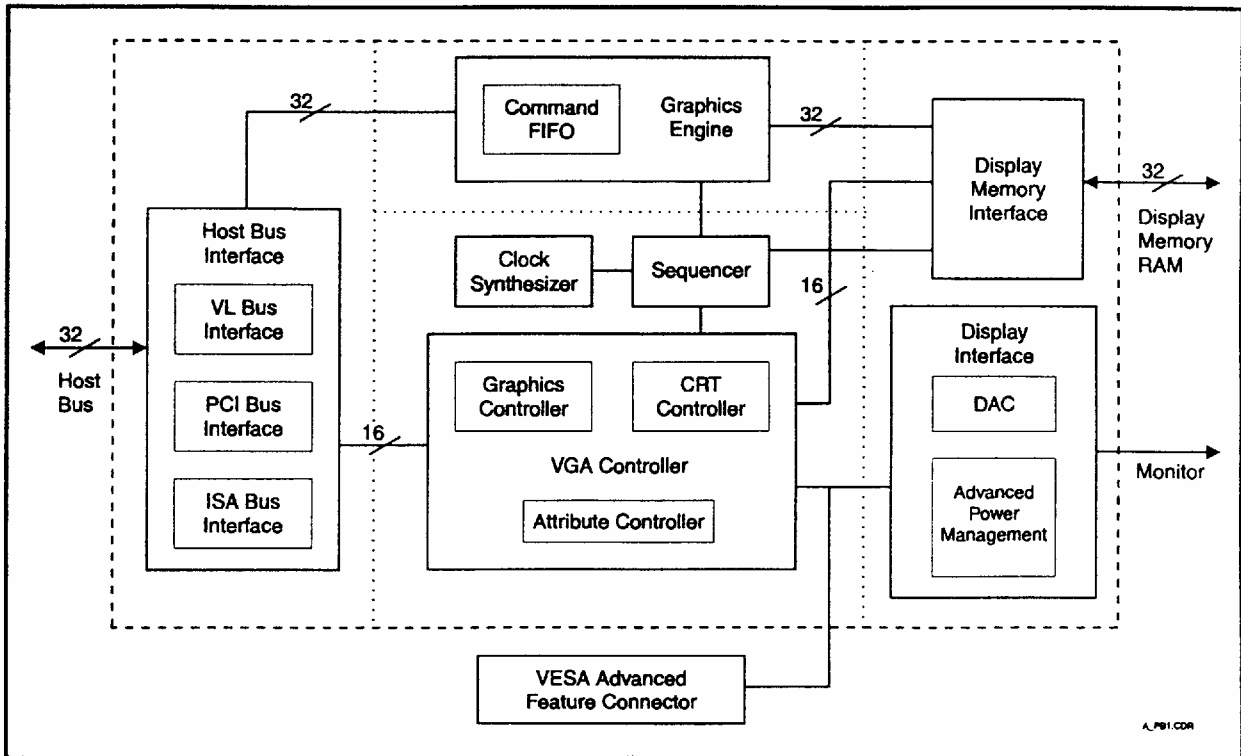 32
Command
FIFO
Graphics
Engine
32
Display
Memory
Interface
32
Display
Memory
RAM
Host Bus
Interface
VL Bus
Interface
PCI Bus
Interface
ISA Bus
Interface
32
Host
Bus
Clock
Synthesizer
Sequencer
16
16
Graphics
Controller
CRT
Controller
VGA Controller
Attribute Controller
Display
Interface
DAC
Advanced
Power
Management
Monitor
VESA Advanced
Feature Connector
A_PB1.CDR